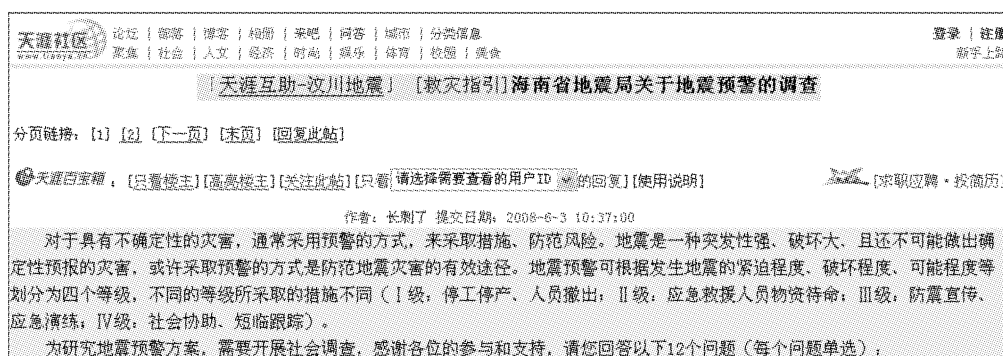 天涯社区 论坛 | 部落 | 博客 | 相册 | 来吧 | 问答 | 城市 | 分类信息 登录 | 注册
www.tianya.cn 聚焦 | 社会 | 人文 | 经济 | 时尚 | 娱乐 | 体育 | 校园 | 美食 新手上路
「天涯互助-汶川地震」 [救灾指引]海南省地震局关于地震预警的调查
分页链接：[1] [2] [下一页] [末页] [回复此帖]
天涯百宝箱：[只看楼主][高亮楼主][关注此帖][只看 请选择需要查看的用户ID 的回复][使用说明] [求职应聘·投简历]
作者：长剩了 提交日期：2008-6-3 10:37:00
对于具有不确定性的灾害，通常采用预警的方式，来采取措施、防范风险。地震是一种突发性强、破坏大、且还不可能做出确
定性预报的灾害，或许采取预警的方式是防范地震灾害的有效途径。地震预警可根据发生地震的紧迫程度、破坏程度、可能程度等
划分为四个等级，不同的等级所采取的措施不同（Ⅰ级：停工停产、人员撤出；Ⅱ级：应急救援人员物资待命；Ⅲ级：防震宣传、
应急演练；Ⅳ级：社会协助、短临跟踪）。
为研究地震预警方案，需要开展社会调查，感谢各位的参与和支持，请您回答以下12个问题（每个问题单选）：